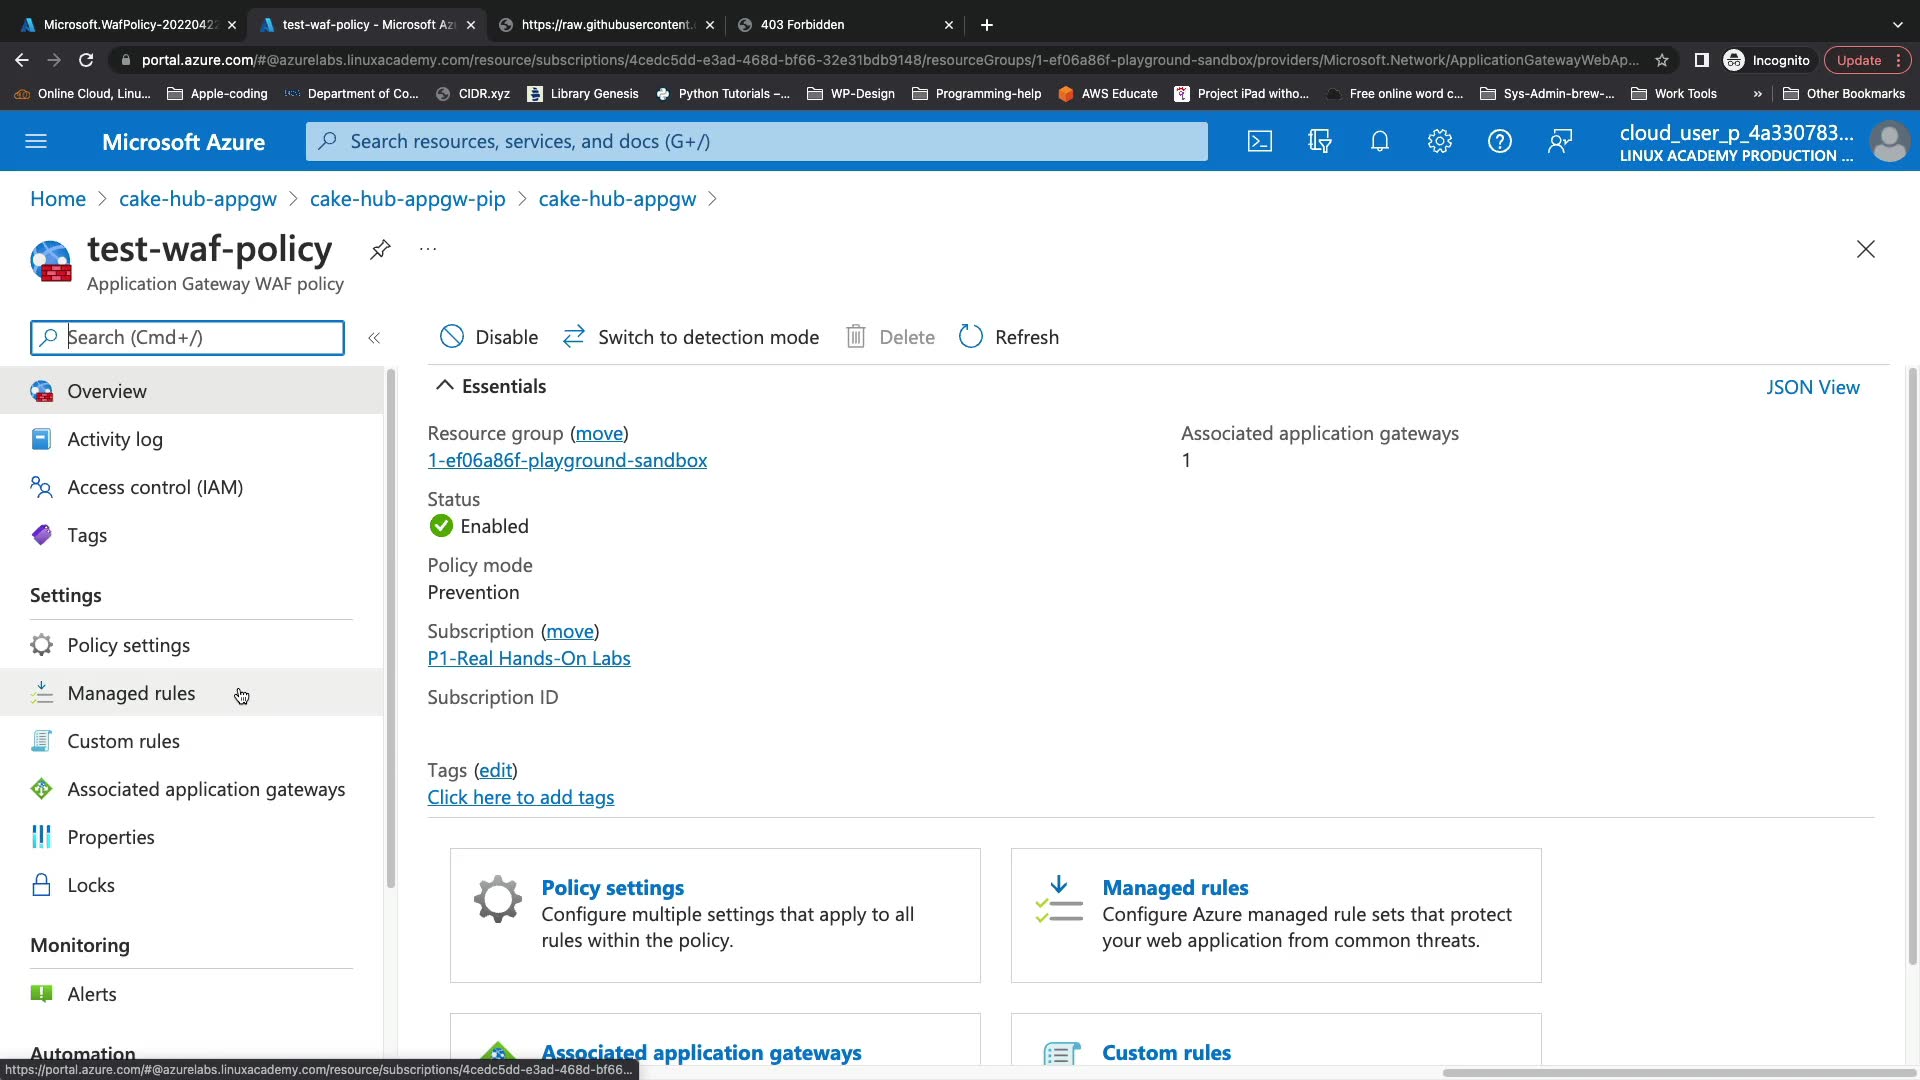 Microsoft.WafPolicy-20220422
test-waf-policy - Microsoft Az
https://raw.githubusercontent.
403 Forbidden
portal.azure.com/#@azurelabs.linuxacademy.com/resource/subscriptions/4cedc5dd-e3ad-468d-bf66-32e31bdb9148/resourceGroups/1-ef06a86f-playground-sandbox/providers/Microsoft.Network/ApplicationGatewayWebAp...
Incognito
Update
Online Cloud, Linu...
Apple-coding
Department of Co...
CIDR.xyz
Library Genesis
Python Tutorials –...
WP-Design
Programming-help
AWS Educate
Project iPad witho...
Free online word c...
Sys-Admin-brew-...
Work Tools
»
Other Bookmarks
Microsoft Azure
Search resources, services, and docs (G+/)
cloud_user_p_4a330783...
LINUX ACADEMY PRODUCTION ...
Home > cake-hub-appgw > cake-hub-appgw-pip > cake-hub-appgw >
test-waf-policy
...
Application Gateway WAF policy
Search (Cmd+/)
«
Disable
Switch to detection mode
Delete
Refresh
Overview
Activity log
Access control (IAM)
Tags
Settings
Policy settings
Managed rules
Custom rules
Associated application gateways
Properties
Locks
Monitoring
Alerts
Automation
Essentials
JSON View
Resource group (move)
1-ef06a86f-playground-sandbox
Status
Enabled
Policy mode
Prevention
Subscription (move)
P1-Real Hands-On Labs
Subscription ID
Associated application gateways
1
Tags (edit)
Click here to add tags
Policy settings
Configure multiple settings that apply to all
rules within the policy.
Managed rules
Configure Azure managed rule sets that protect
your web application from common threats.
Associated application gateways
Custom rules
https://portal.azure.com/#@azurelabs.linuxacademy.com/resource/subscriptions/4cedc5dd-e3ad-468d-bf66...